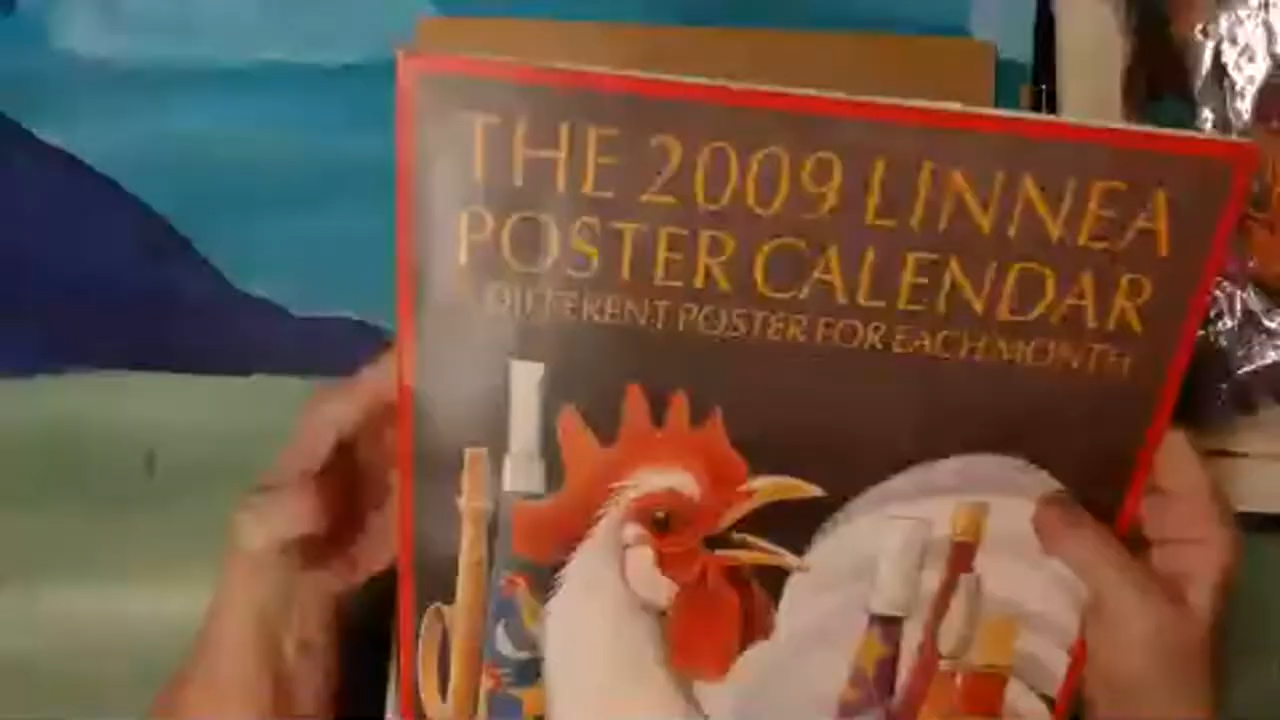 THE 2009 LINNEA
POSTER CALENDAR
DIFFERENT POSTER FOR EACH MONTH